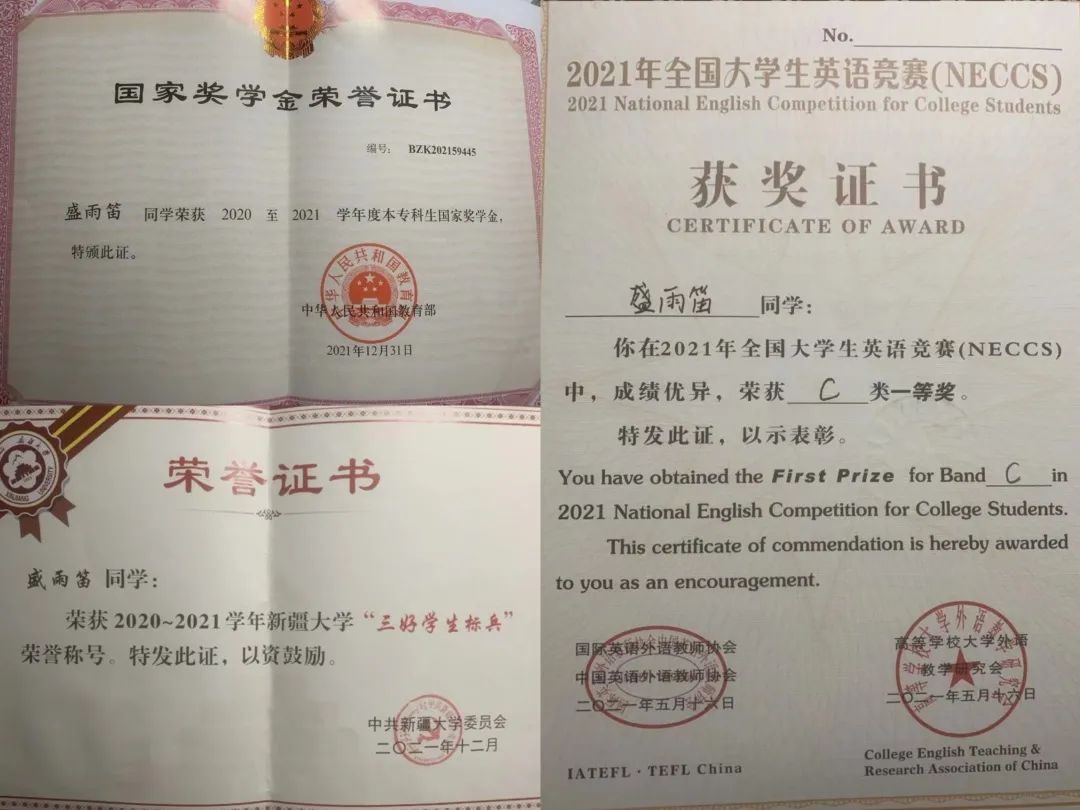 国家奖学金荣誉证书
编号: BZK202159445
盛雨笛 同学荣获 2020 至 2021 学年度本专科生国家奖学金,
特颁此证。
中华人民共和国教育部
2021年12月31日
荣誉证书
盛雨笛 同学:
荣获 2020~2021 学年新疆大学“三好学生标兵”
荣誉称号。特发此证，以资鼓励。
中共新疆大学委员会
二〇二一年十二月
No.
2021年全国大学生英语竞赛(NECCS)
2021 National English Competition for College Students
获奖证书
CERTIFICATE OF AWARD
盛雨笛 同学:
你在2021年全国大学生英语竞赛(NECCS)
中，成绩优异，荣获 C 类一等奖。
特发此证，以示表彰。
You have obtained the First Prize for Band C in
2021 National English Competition for College Students.
This certificate of commendation is hereby awarded
to you as an encouragement.
国际英语外语教师协会
中国英语外语教师协会
二〇二一年五月十六日
IATEFL · TEFL China
高等学校大学外语
教学研究会
二〇二一年五月十六日
College English Teaching &
Research Association of China